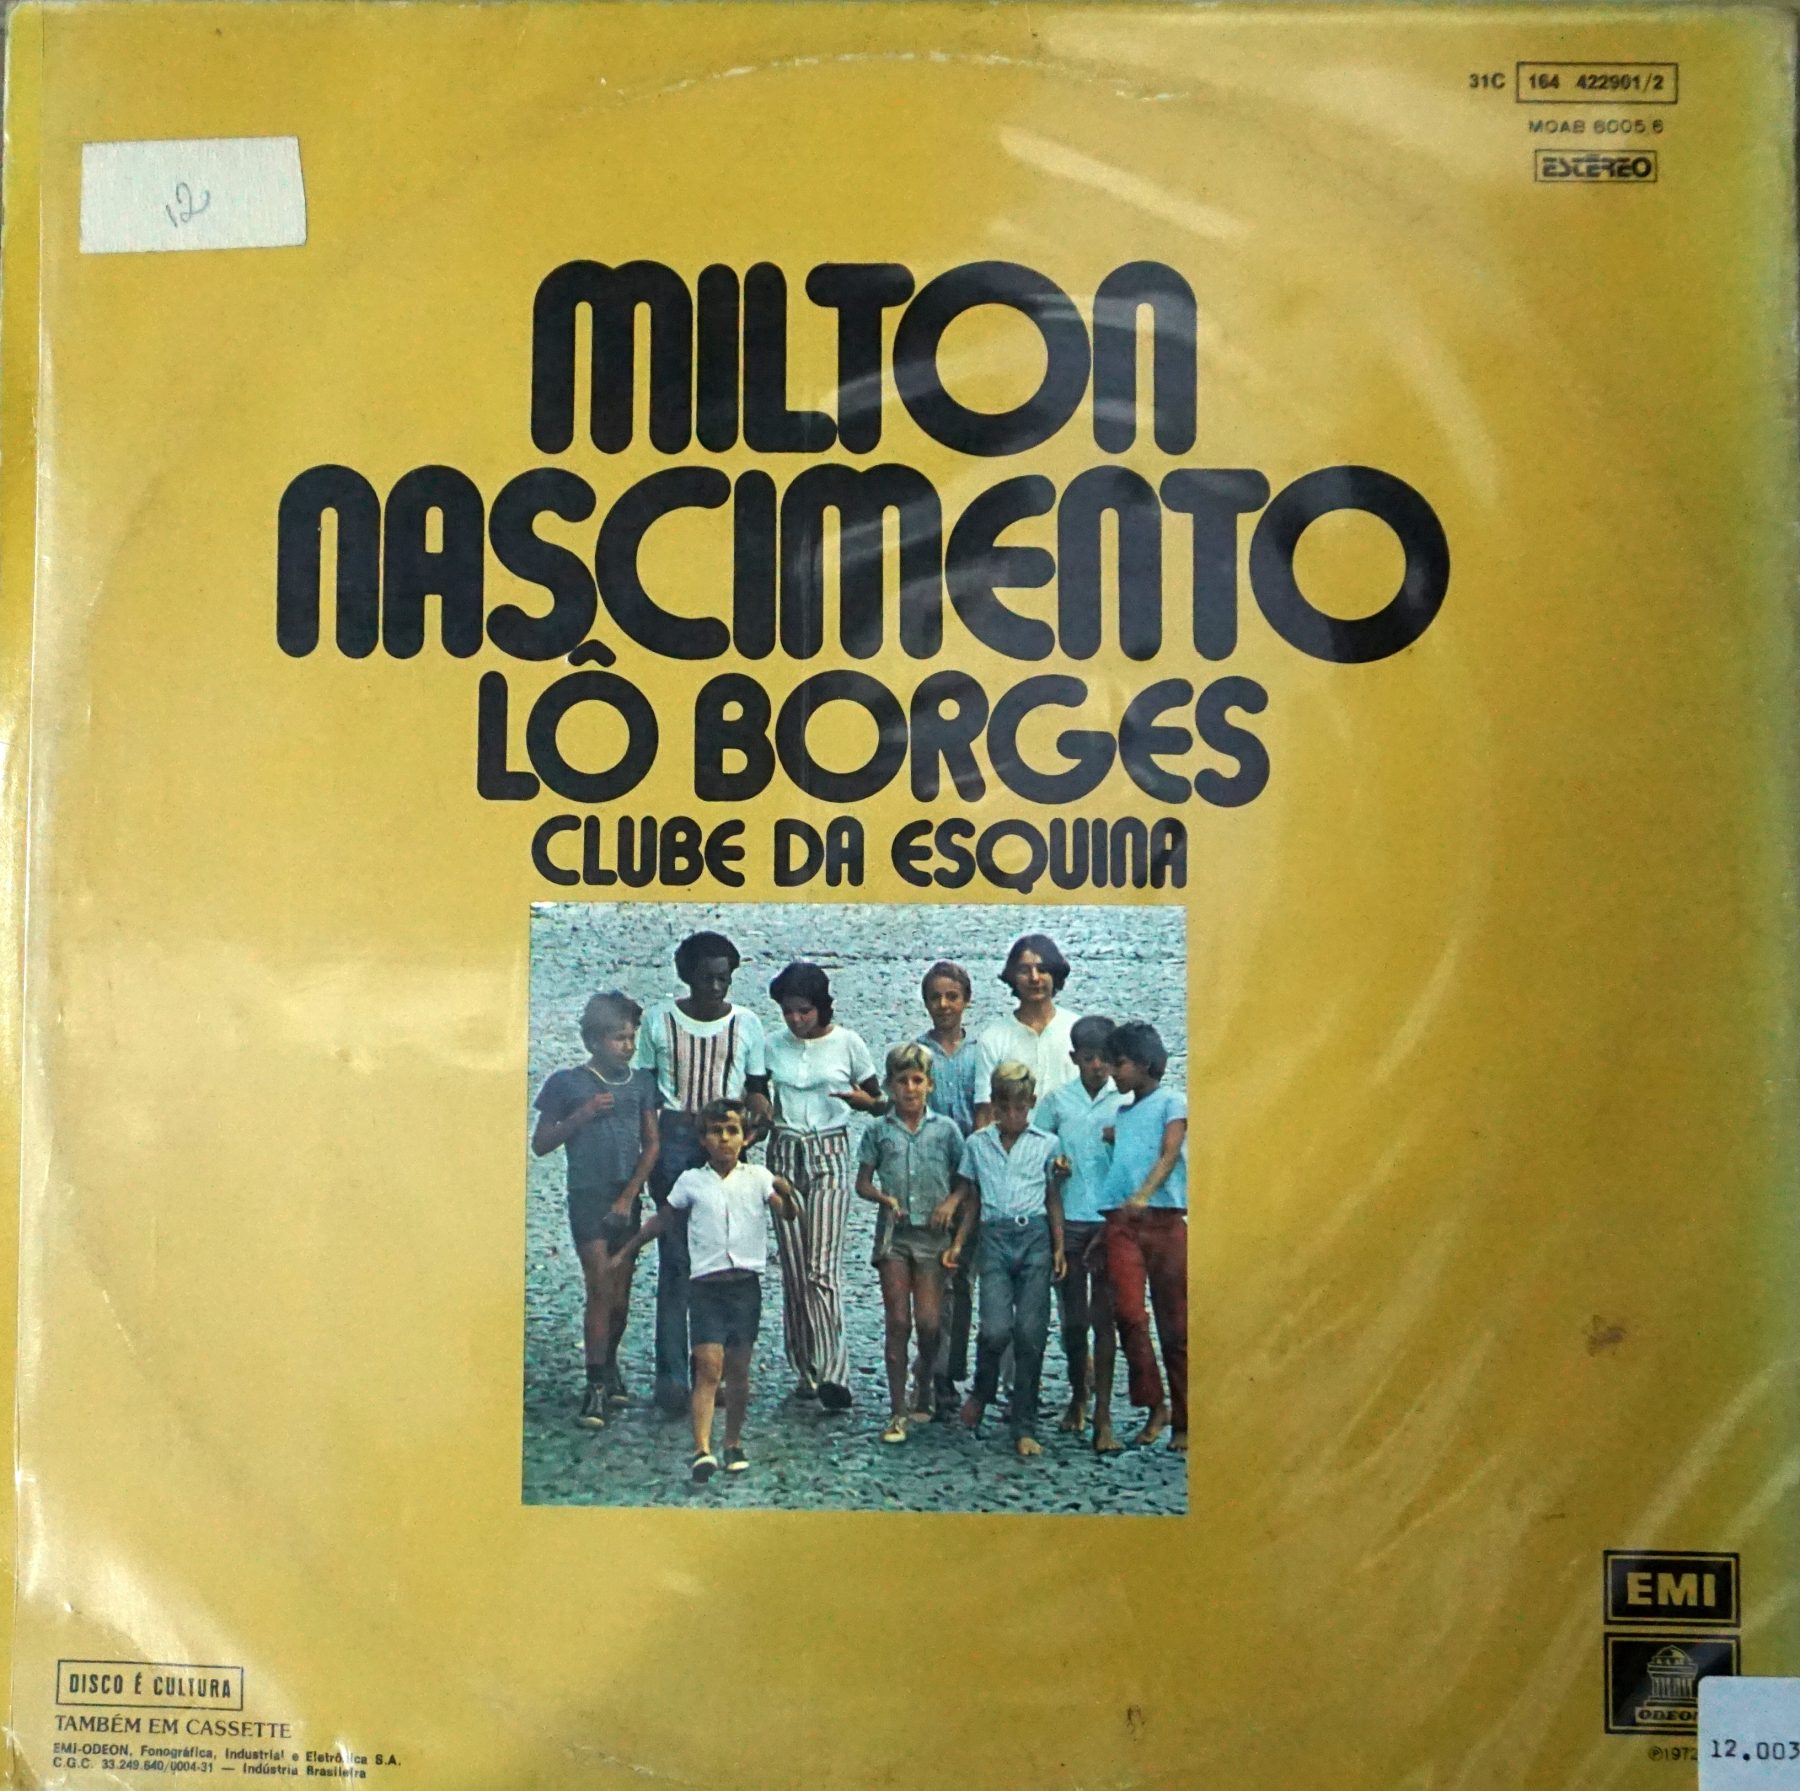 31C 164 422901/2
MOAB 6005/6
ESTÉREO
12
MILTON
NASCIMENTO
LÔ BORGES
CLUBE DA ESQUINA
EMI
ODEON
DISCO É CULTURA
TAMBÉM EM CASSETTE
EMI-ODEON, Fonográfica, Industrial e Eletrônica S.A.
C.G.C. 33.249.640/0004-31 — Indústria Brasileira
℗1972
12.003